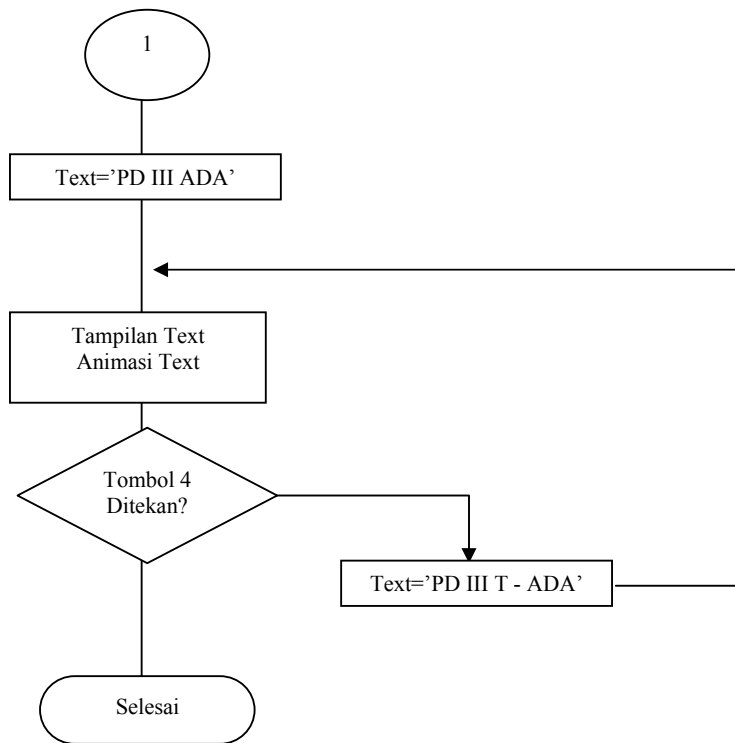 1
Text=’PD III ADA’
Tampilan Text
Animasi Text
Tombol 4
Ditekan?
Text=’PD III T - ADA’
Selesai